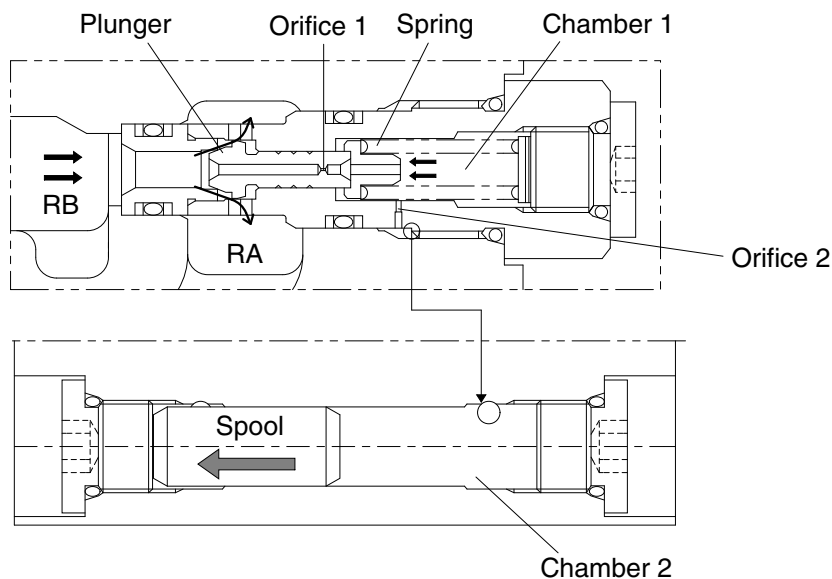 Plunger
Orifice 1
Spring
Chamber 1
RB
RA
Orifice 2
Spool
Chamber 2